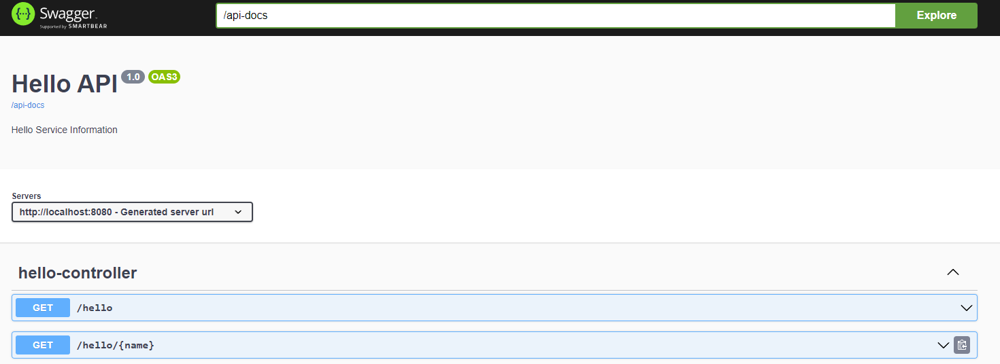 Swagger
Supported by SMARTBEAR
/api-docs
Explore
Hello API 1.0 OAS3
/api-docs
Hello Service Information
Servers
http://localhost:8080 - Generated server url
hello-controller
GET /hello
GET /hello/{name}